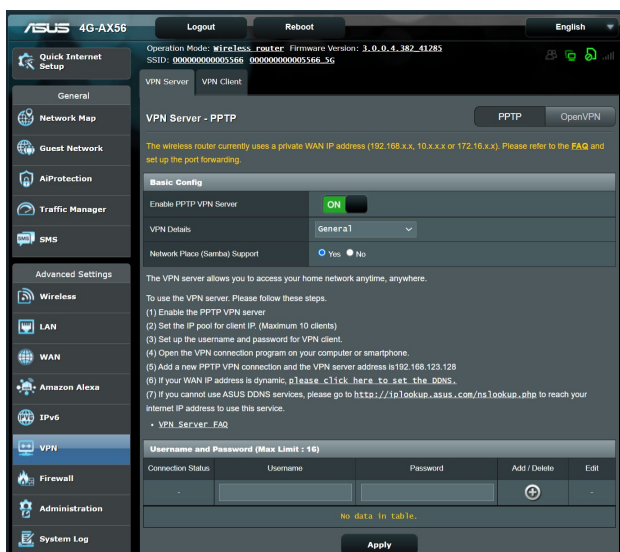 ASUS 4G-AX56 Logout Reboot English
Operation Mode: Wireless router Firmware Version: 3.0.0.4.382_41285
SSID: 000000000005566 000000000005566_5G
Quick Internet Setup
General
Network Map
Guest Network
AiProtection
Traffic Manager
SMS
Advanced Settings
Wireless
LAN
WAN
Amazon Alexa
IPv6
VPN
Firewall
Administration
System Log
VPN Server VPN Client
VPN Server - PPTP PPTP OpenVPN
The wireless router currently uses a private WAN IP address (192.168.x.x, 10.x.x.x or 172.16.x.x). Please refer to the FAQ and
set up the port forwarding.
Basic Config
Enable PPTP VPN Server ON
VPN Details General
Network Place (Samba) Support Yes No
The VPN server allows you to access your home network anytime, anywhere.
To use the VPN server. Please follow these steps.
(1) Enable the PPTP VPN server
(2) Set the IP pool for client IP. (Maximum 10 clients)
(3) Set up the username and password for VPN client.
(4) Open the VPN connection program on your computer or smartphone.
(5) Add a new PPTP VPN connection and the VPN server address is192.168.123.128
(6) If your WAN IP address is dynamic, please click here to set the DDNS.
(7) If you cannot use ASUS DDNS services, please go to http://iplookup.asus.com/nslookup.php to reach your
internet IP address to use this service.
• VPN Server FAQ
Username and Password (Max Limit : 16)
Connection Status Username Password Add / Delete Edit
- -
No data in table.
Apply